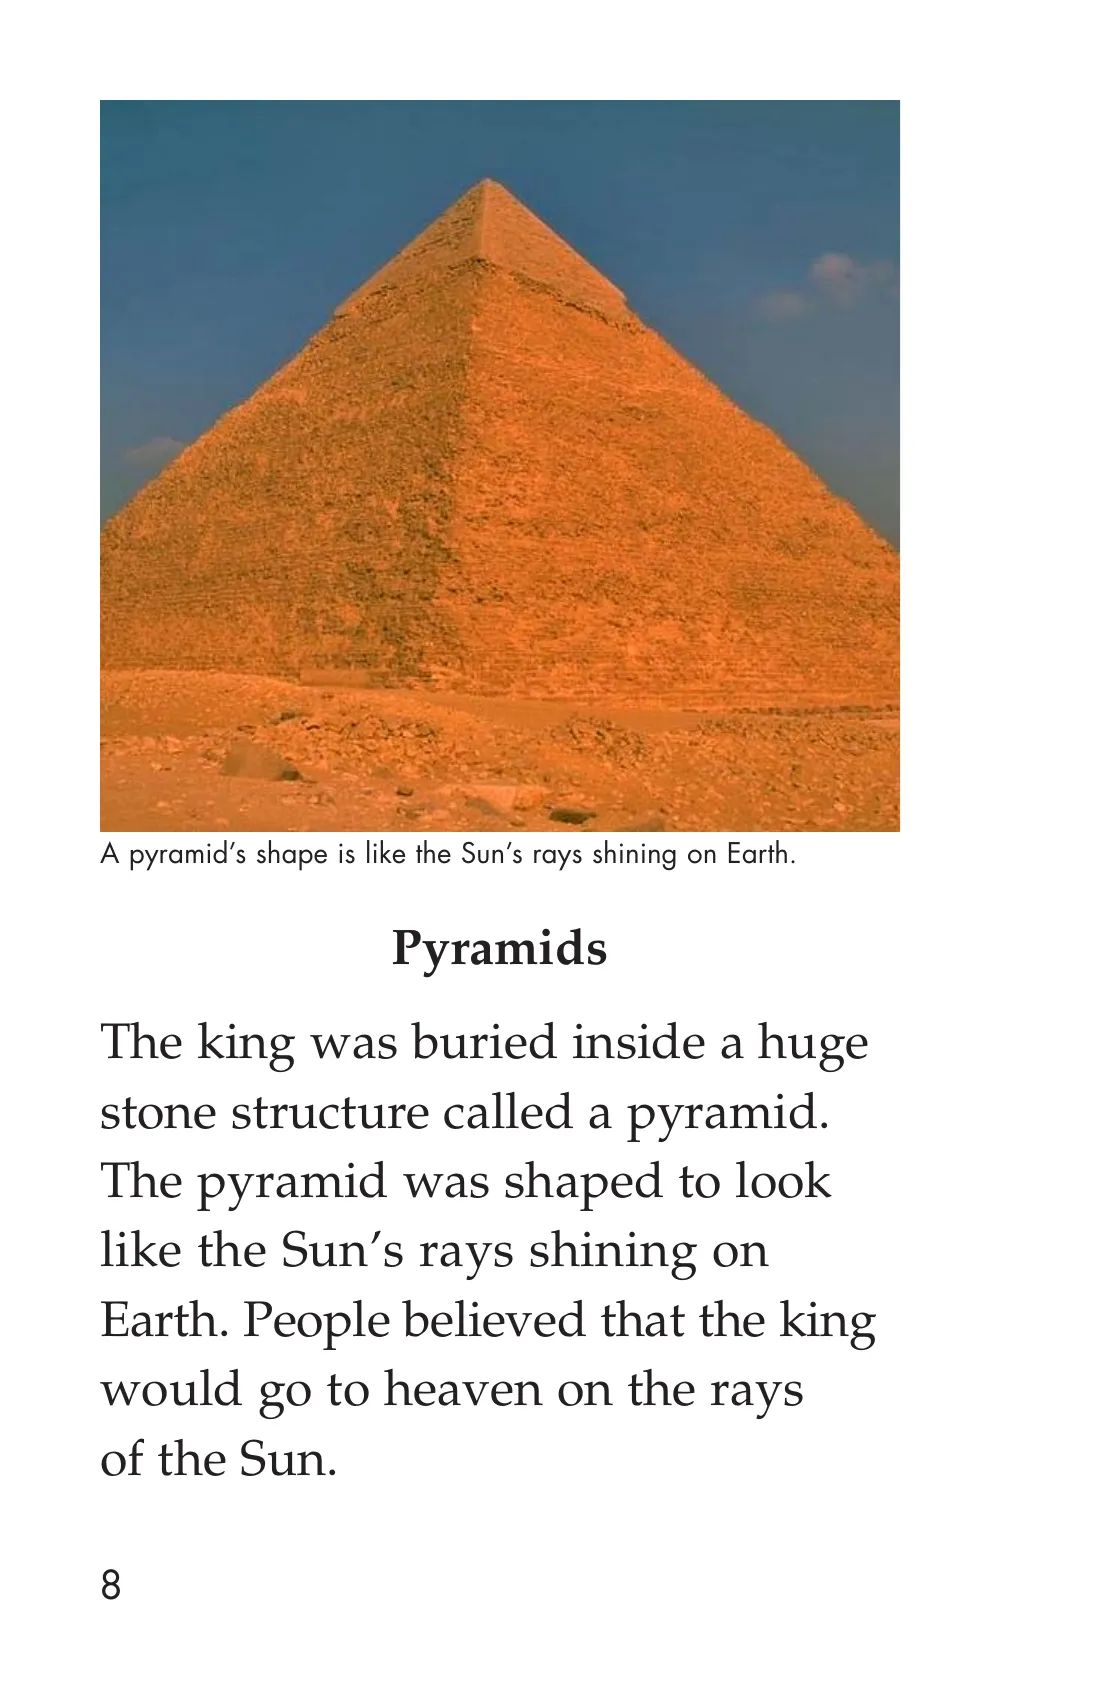 A pyramid’s shape is like the Sun’s rays shining on Earth.
Pyramids
The king was buried inside a huge
stone structure called a pyramid.
The pyramid was shaped to look
like the Sun’s rays shining on
Earth. People believed that the king
would go to heaven on the rays
of the Sun.
8